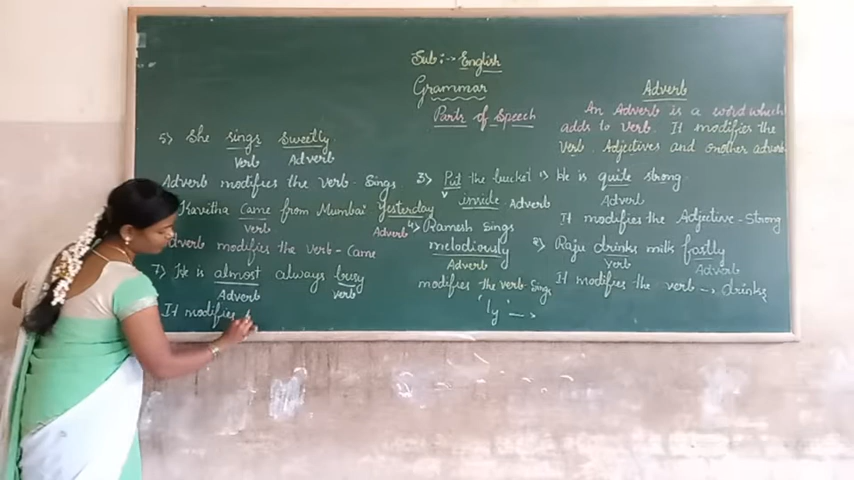 Sub:- English
Grammar
Parts of Speech
Adverb
An Adverb is a word which
adds to verb. It modifies the
Verb, Adjectives and another adverb
1) He is quite strong
Adverb
It modifies the Adjective - Strong
2) Raju drinks milk fastly
Verb
Adverb
It modifies the verb → drinks
3) Put the bucket
V
inside. Adverb
4) Ramesh Sings
melodiously
Adverb
modifies the verb- Sings
'ly' →
5) She sings Sweetly
Verb Adverb
Adverb modifies the verb - Sings
Kavitha came from Mumbai Yesterday
verb
Adverb
Adverb modifies the verb - Came
7) He is almost always busy
Adverb verb
It modifies